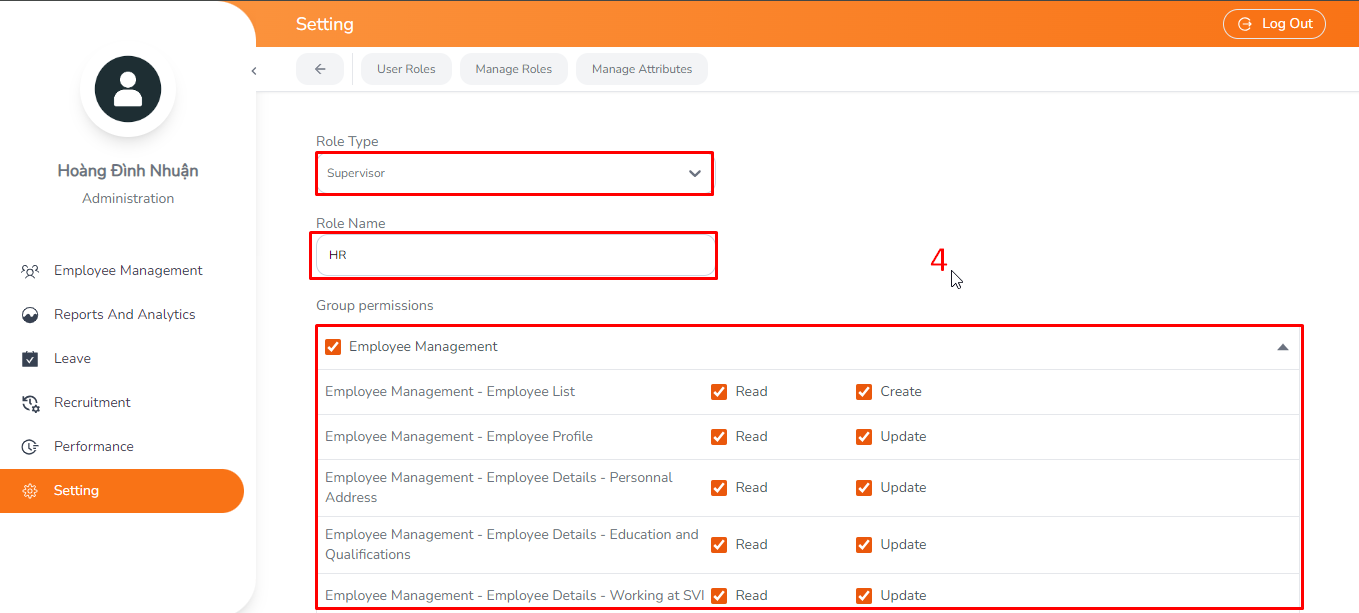 Setting
Log Out
User Roles
Manage Roles
Manage Attributes
Hoàng Đình Nhuận
Administration
Employee Management
Reports And Analytics
Leave
Recruitment
Performance
Setting
Role Type
Supervisor
Role Name
HR
4
Group permissions
Employee Management
Employee Management - Employee List Read Create
Employee Management - Employee Profile Read Update
Employee Management - Employee Details - Personnal
Address
Read Update
Employee Management - Employee Details - Education and
Qualifications
Read Update
Employee Management - Employee Details - Working at SVI Read Update